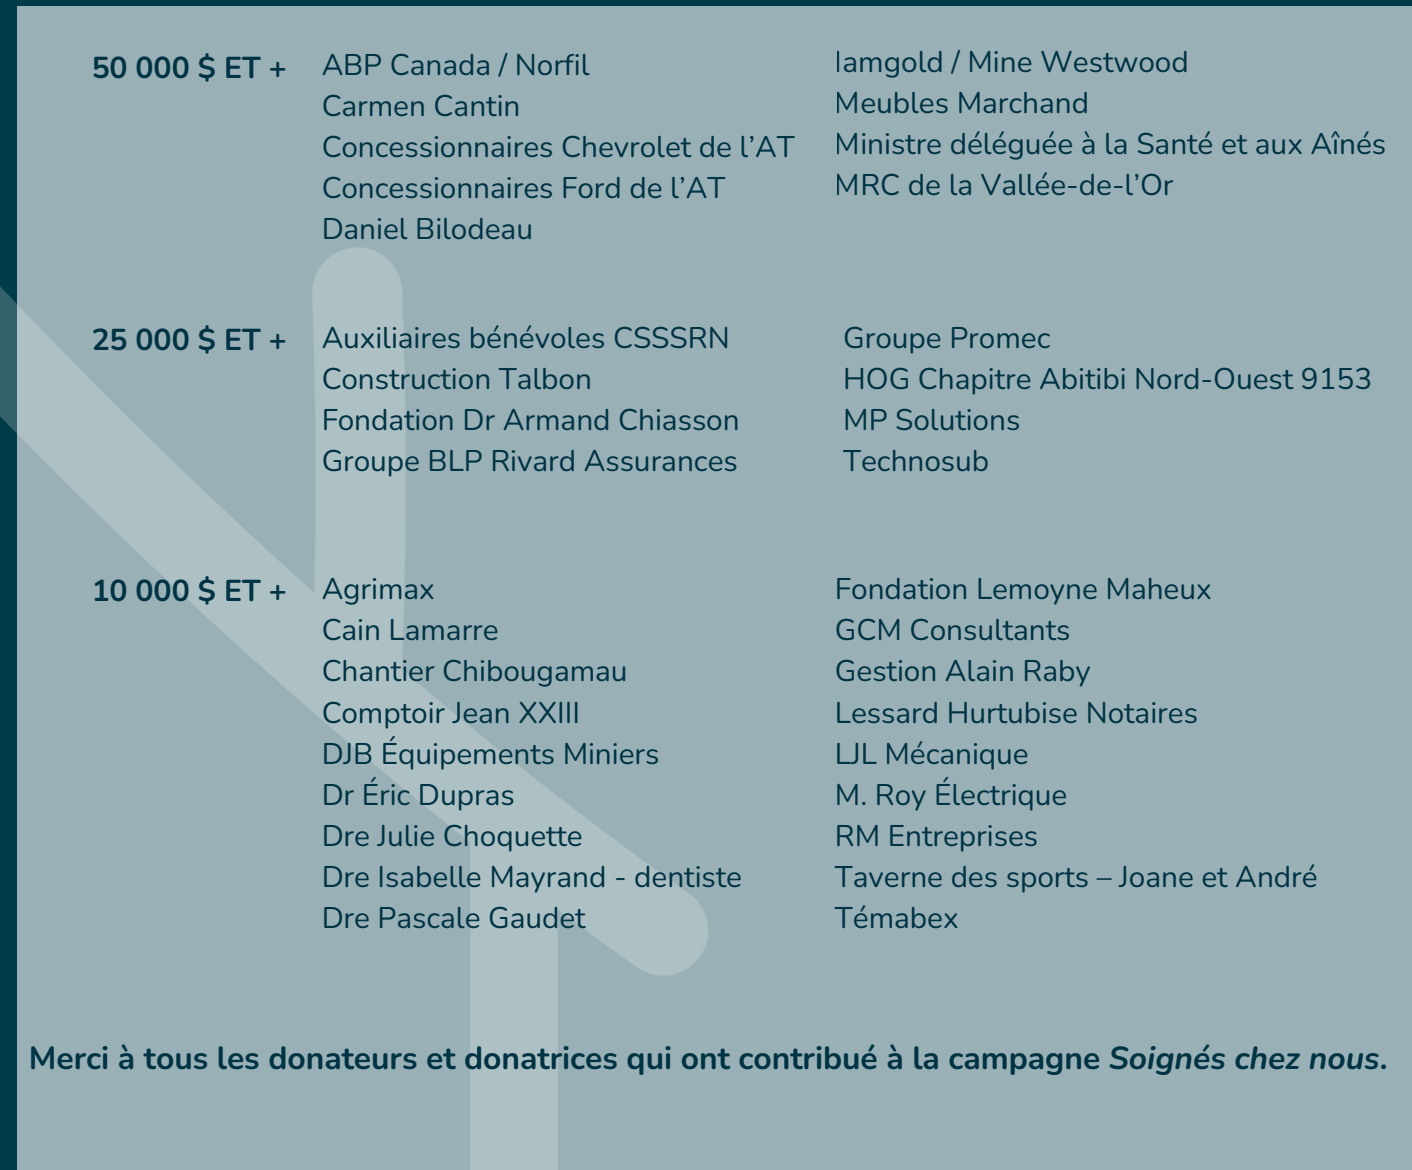 50 000 $ ET +
ABP Canada / Norfil
Carmen Cantin
Concessionnaires Chevrolet de l’AT
Concessionnaires Ford de l’AT
Daniel Bilodeau
Iamgold / Mine Westwood
Meubles Marchand
Ministre déléguée à la Santé et aux Aînés
MRC de la Vallée-de-l’Or
25 000 $ ET +
Auxiliaires bénévoles CSSSRN
Construction Talbon
Fondation Dr Armand Chiasson
Groupe BLP Rivard Assurances
Groupe Promec
HOG Chapitre Abitibi Nord-Ouest 9153
MP Solutions
Technosub
10 000 $ ET +
Agrimax
Cain Lamarre
Chantier Chibougamau
Comptoir Jean XXIII
DJB Équipements Miniers
Dr Éric Dupras
Dre Julie Choquette
Dre Isabelle Mayrand - dentiste
Dre Pascale Gaudet
Fondation Lemoyne Maheux
GCM Consultants
Gestion Alain Raby
Lessard Hurtubise Notaires
LJL Mécanique
M. Roy Électrique
RM Entreprises
Taverne des sports – Joane et André
Témabex
Merci à tous les donateurs et donatrices qui ont contribué à la campagne Soignés chez nous.